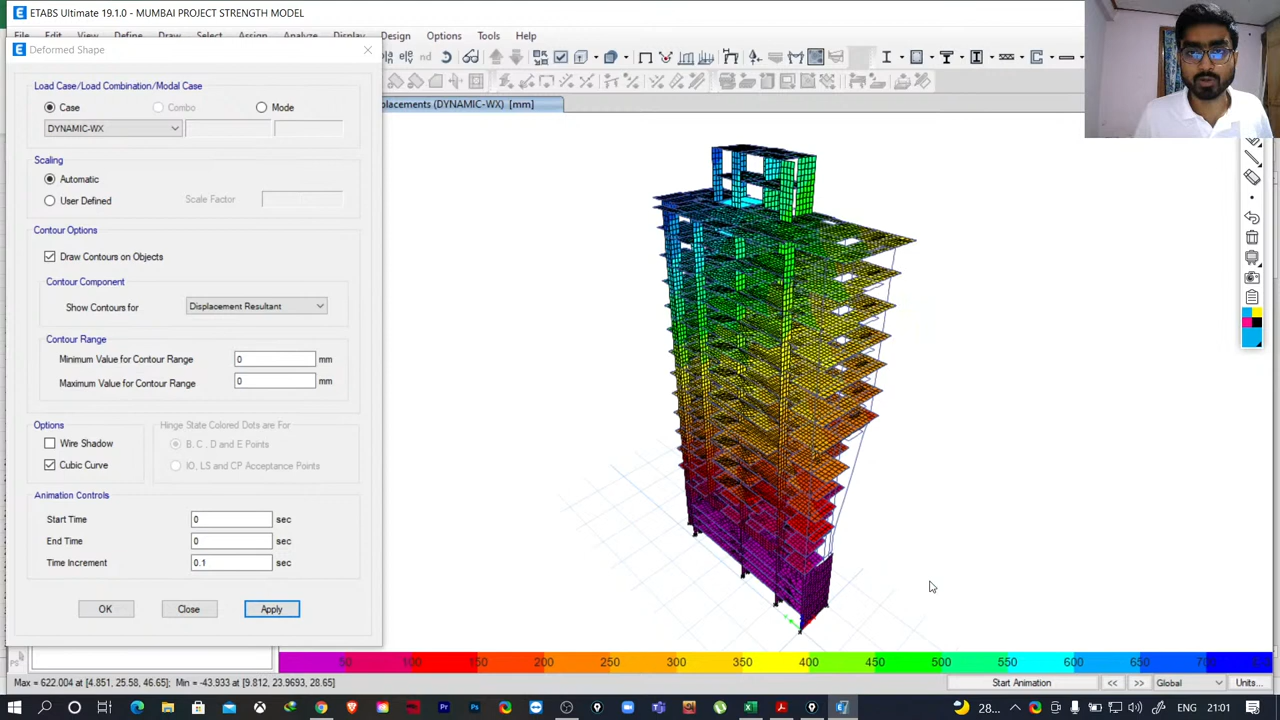 ETABS Ultimate 19.1.0 - MUMBAI PROJECT STRENGTH MODEL
File Edit View Define Draw Select Assign Analyze Display Design Options Tools Help
Deformed Shape
placements (DYNAMIC-WX) [mm]
Load Case/Load Combination/Modal Case
Case Combo Mode
DYNAMIC-WX
Scaling
Automatic
User Defined Scale Factor
Contour Options
Draw Contours on Objects
Contour Component
Show Contours for Displacement Resultant
Contour Range
Minimum Value for Contour Range 0 mm
Maximum Value for Contour Range 0 mm
Options
Wire Shadow
Cubic Curve
Hinge State Colored Dots are For
B, C, D and E Points
IO, LS and CP Acceptance Points
Animation Controls
Start Time 0 sec
End Time 0 sec
Time Increment 0.1 sec
OK Close Apply
50 100 150 200 250 300 350 400 450 500 550 600 650 700
Max = 622.004 at [4.851, 25.58, 46.65]; Min = -43.933 at [9.812, 23.9693, 28.65]
Start Animation << >> Global Units...
28... ENG 21:01